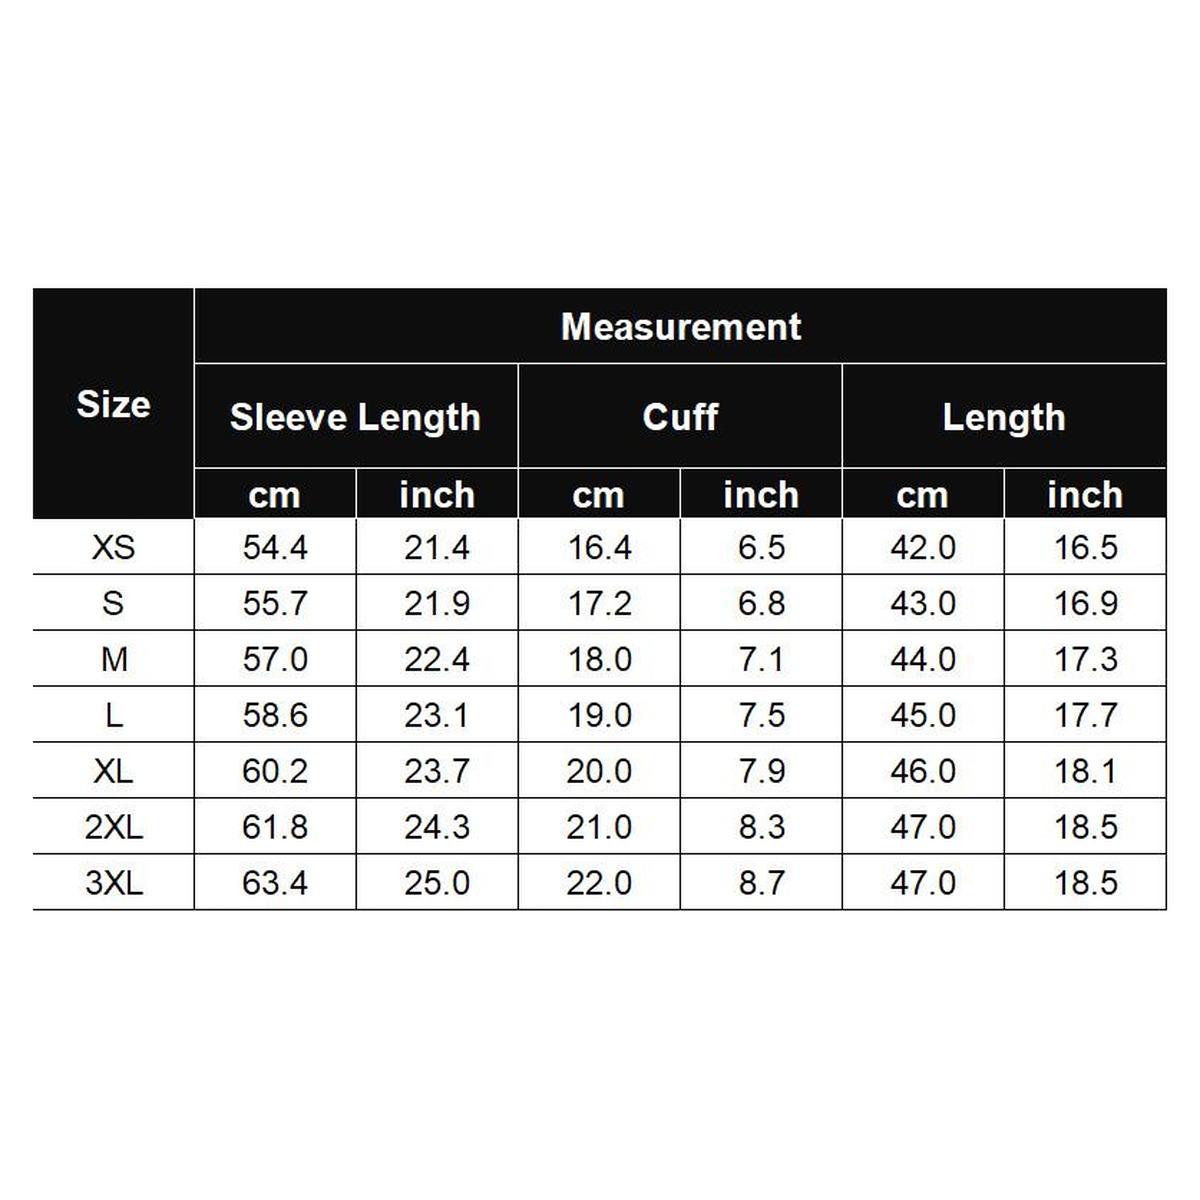 Measurement
Size
Sleeve Length Cuff Length
cm inch cm inch cm inch
XS 54.4 21.4 16.4 6.5 42.0 16.5
S 55.7 21.9 17.2 6.8 43.0 16.9
M 57.0 22.4 18.0 7.1 44.0 17.3
L 58.6 23.1 19.0 7.5 45.0 17.7
XL 60.2 23.7 20.0 7.9 46.0 18.1
2XL 61.8 24.3 21.0 8.3 47.0 18.5
3XL 63.4 25.0 22.0 8.7 47.0 18.5